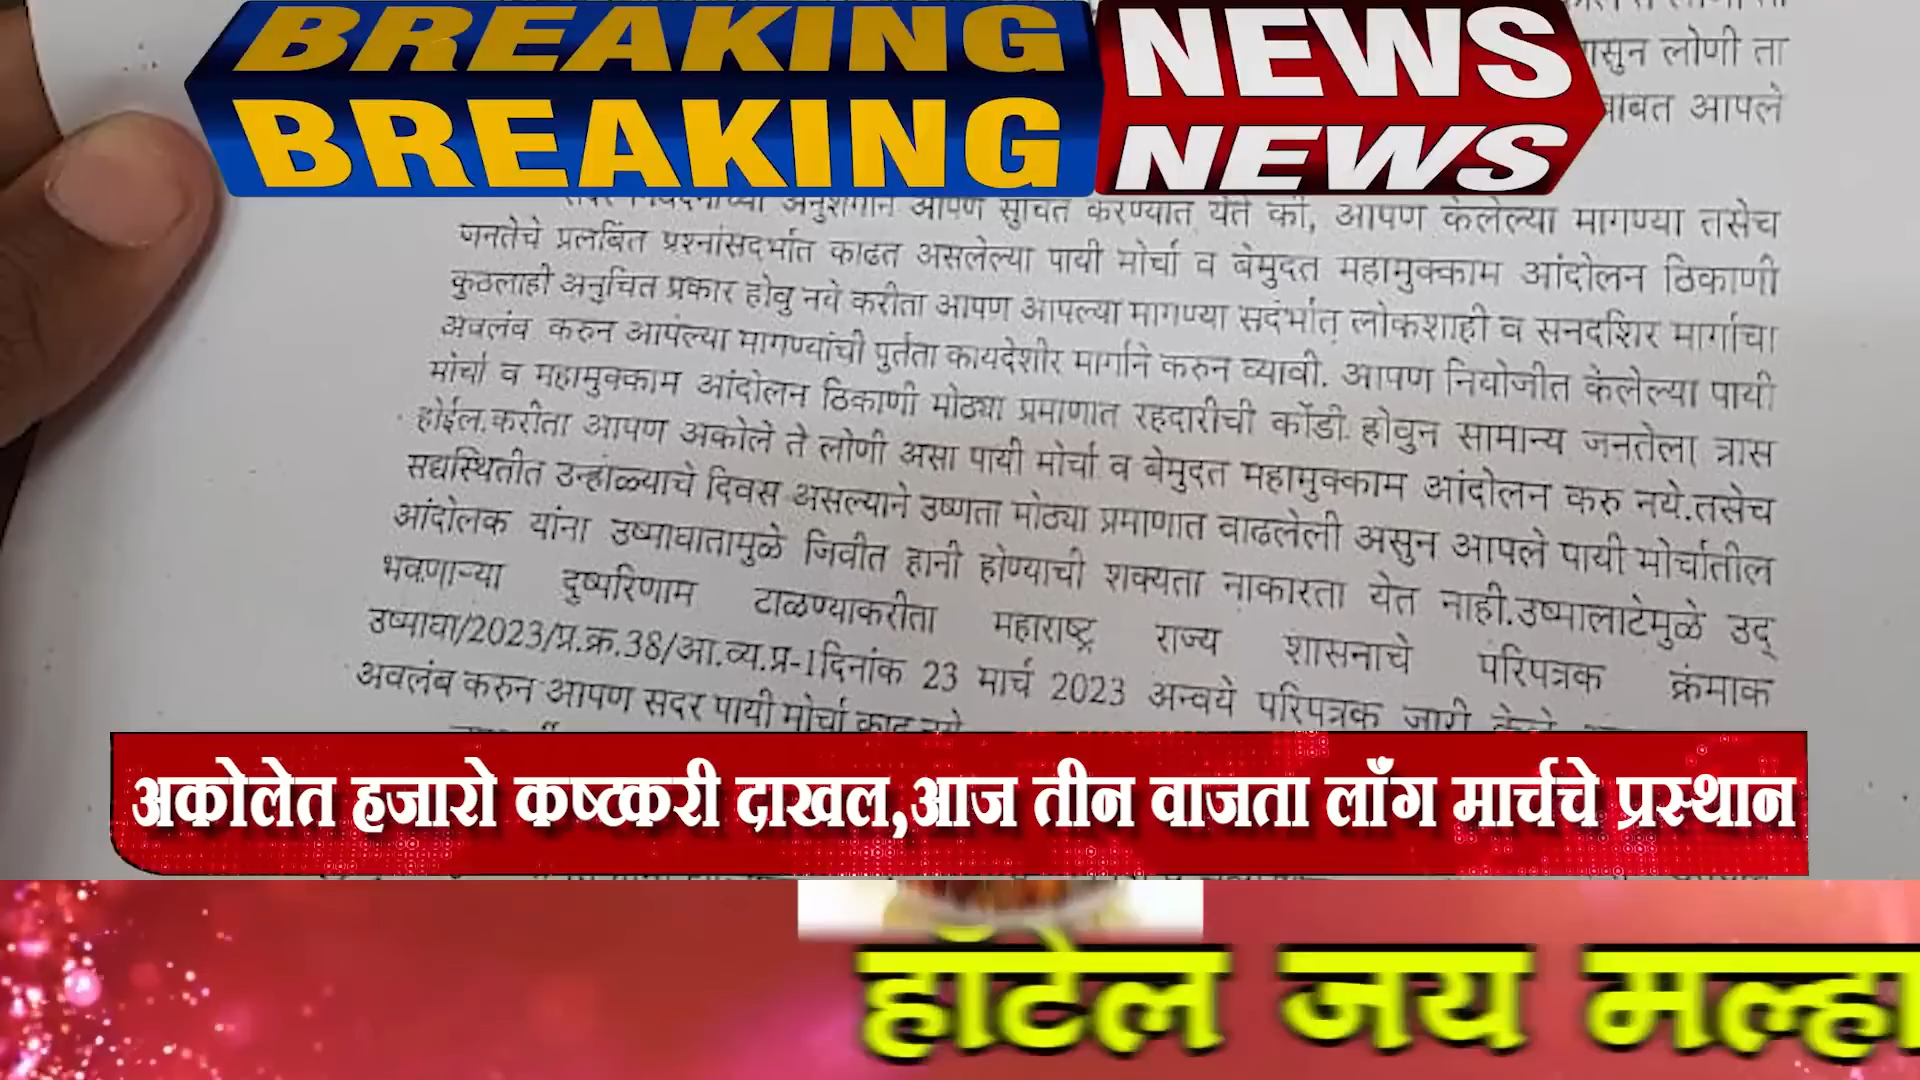 BREAKING NEWS
BREAKING NEWS
लोणी ता
आपले
आपण सुचित करण्यात येते की, आपण केलेल्या मागण्या तसेच
जनतेचे प्रलबिंत प्रश्नांसदर्भात काढत असलेल्या पायी मोर्चा व बेमुदत महामुक्काम आंदोलन ठिकाणी
कुठलाही अनुचित प्रकार होवु नये करीता आपण आपल्या मागण्या सदंर्भात लोकशाही व सनदशिर मार्गाचा
अवलंब करुन आपल्या मागण्यांची पुर्तता कायदेशीर मार्गाने करुन घ्यावी. आपण नियोजीत केलेल्या पायी
मोर्चा व महामुक्काम आंदोलन ठिकाणी मोठ्या प्रमाणात रहदारीची कोंडी होवुन सामान्य जनतेला त्रास
होईल.करीता आपण अकोले ते लोणी असा पायी मोर्चा व बेमुदत महामुक्काम आंदोलन करु नये.तसेच
सद्यस्थितीत उन्हाळ्याचे दिवस असल्याने उष्णता मोठ्या प्रमाणात वाढलेली असुन आपले पायी मोर्चातील
आंदोलक यांना उष्माघातामुळे जिवीत हानी होण्याची शक्यता नाकारता येत नाही.उष्मालाटेमुळे उद्
भवणाऱ्या दुष्परिणाम टाळण्याकरीता महाराष्ट्र राज्य शासनाचे परिपत्रक क्रंमाक
उष्माघा/2023/प्र.क्र.38/आ.व्य.प्र-1दिनांक 23 मार्च 2023 अन्वये परिपत्रक जारी केले
अवलंब करुन आपण सदर पायी मोर्चा काढु नये
अकोलेत हजारो कष्टकरी दाखल,आज तीन वाजता लॉंग मार्चचे प्रस्थान
हॉटेल जय मल्हा